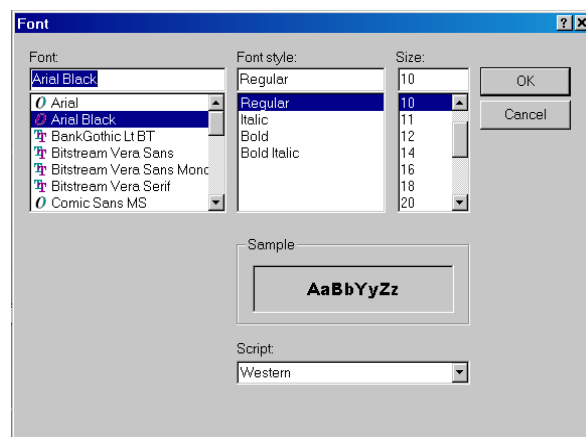 Font
Font:
Arial Black
Arial
Arial Black
BankGothic Lt BT
Bitstream Vera Sans
Bitstream Vera Sans Mono
Bitstream Vera Serif
Comic Sans MS
Font style:
Regular
Regular
Italic
Bold
Bold Italic
Size:
10
10
11
12
14
16
18
20
OK
Cancel
Sample
AaBbYyZz
Script:
Western